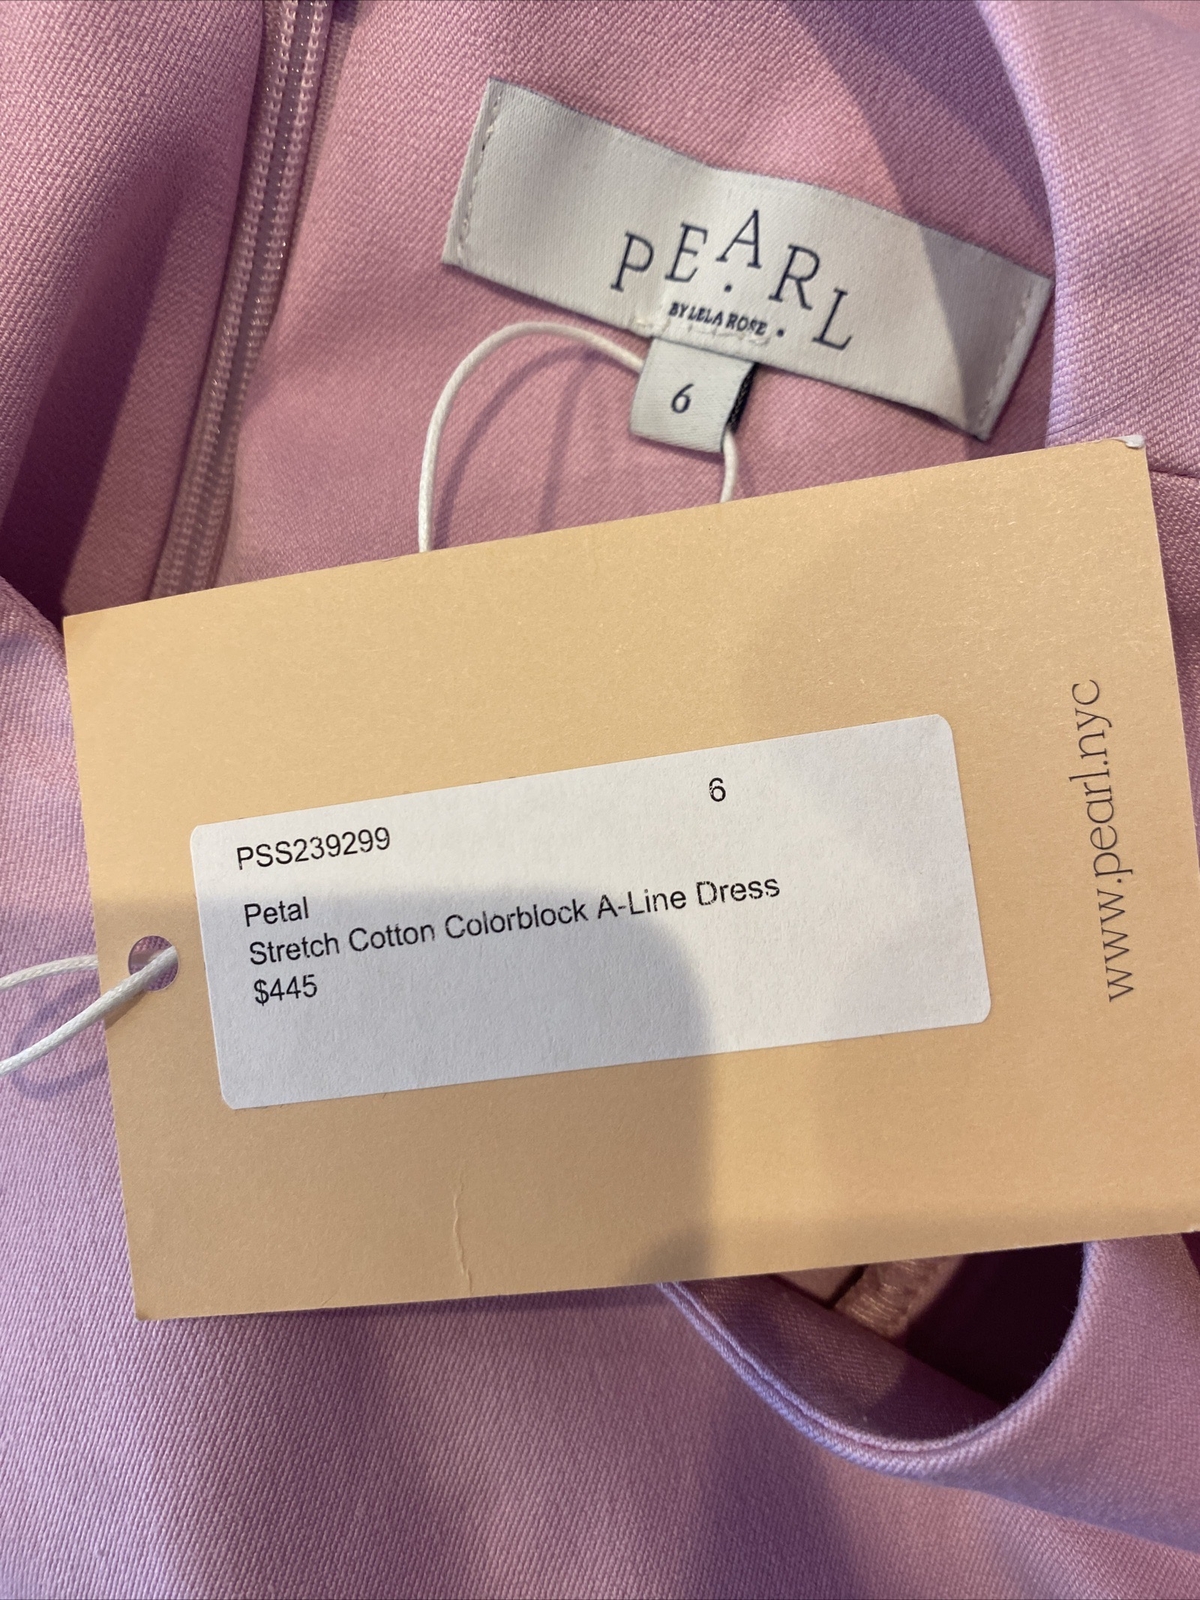 PEARL
BY LELA ROSE
6
6
PSS239299
Petal
Stretch Cotton Colorblock A-Line Dress
$445
www.pearl.nyc